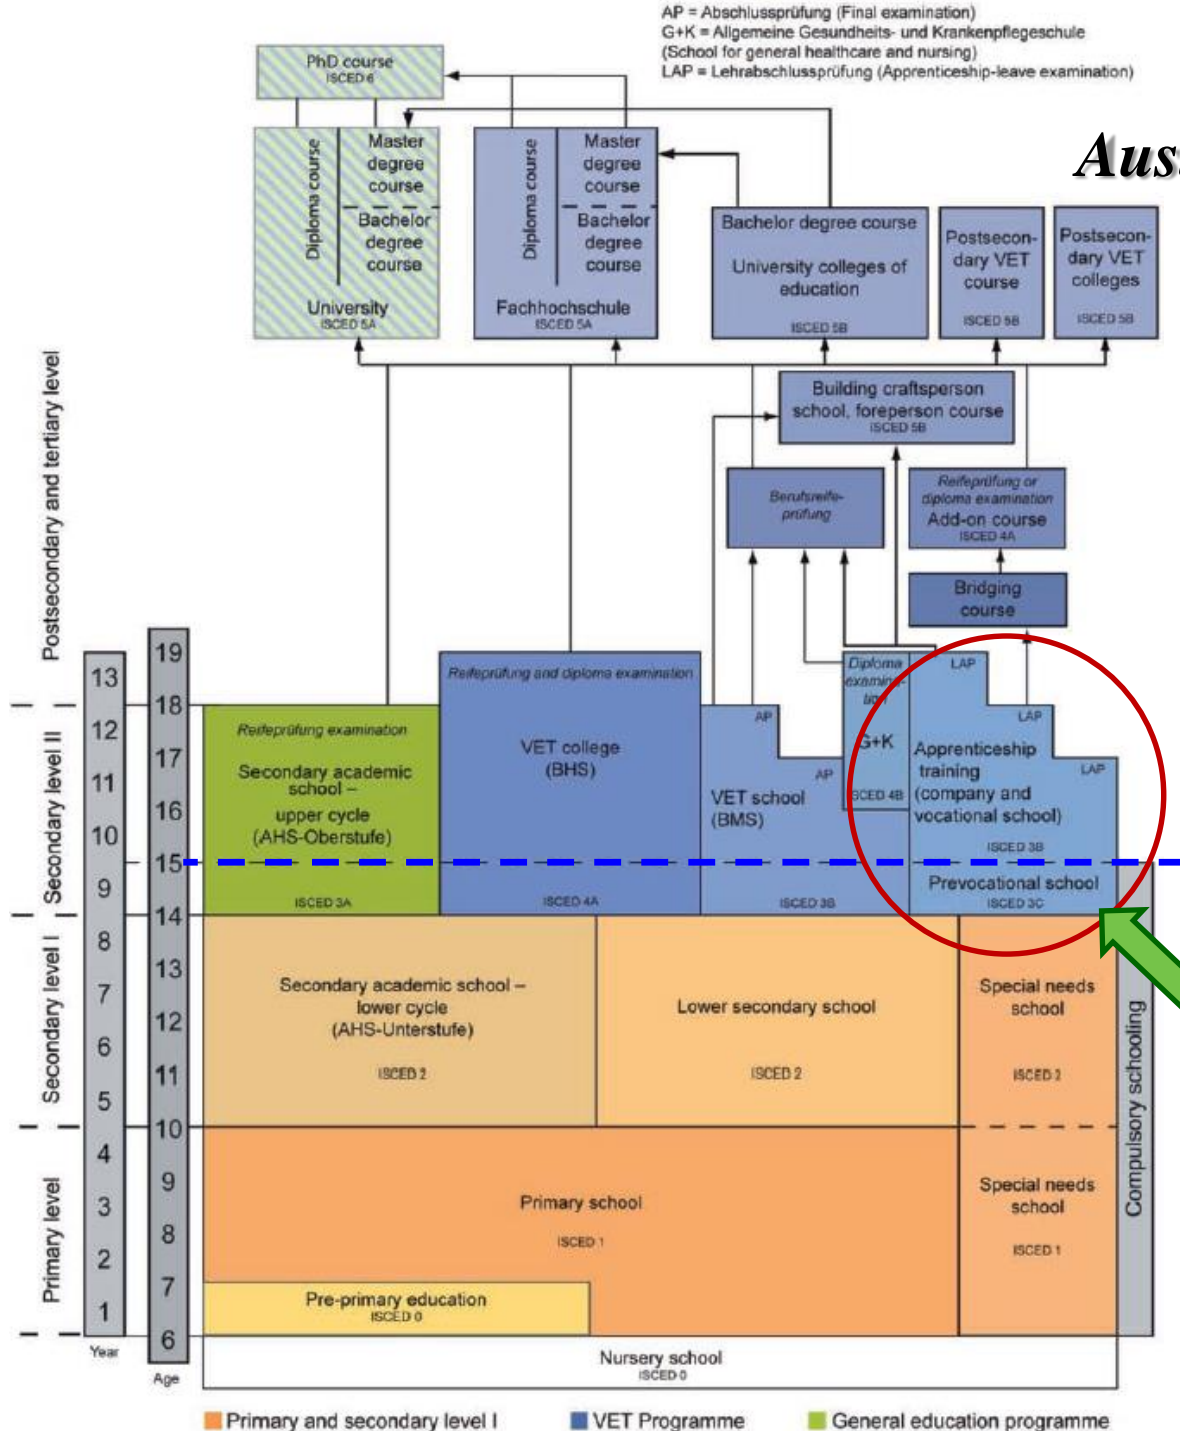 AP = Abschlussprüfung (Final examination)
G+K = Allgemeine Gesundheits- und Krankenpflegeschule
(School for general healthcare and nursing)
LAP = Lehrabschlussprüfung (Apprenticeship-leave examination)
Aus
PhD course
ISCED 6
Diploma course
Master
degree
course
Bachelor
degree
course
University
ISCED 5A
Diploma course
Master
degree
course
Bachelor
degree
course
Fachhochschule
ISCED 5A
Bachelor degree course
University colleges of
education
ISCED 5B
Postsecon-
dary VET
course
ISCED 5B
Postsecon-
dary VET
colleges
ISCED 5B
Building craftsperson
school, foreperson course
ISCED 5B
Berufsreife-
prüfung
Reifeprüfung or
diploma examination
Add-on course
ISCED 4A
Bridging
course
Postsecondary and tertiary level
Secondary level II
Secondary level I
Primary level
13
12
11
10
9
8
7
6
5
4
3
2
1
Year
19
18
17
16
15
14
13
12
11
10
9
8
7
6
Age
Reifeprüfung examination
Secondary academic
school –
upper cycle
(AHS-Oberstufe)
ISCED 3A
Reifeprüfung and diploma examination
VET college
(BHS)
ISCED 4A
AP
AP
VET school
(BMS)
ISCED 3B
Diploma
examina-
tion
G+K
ISCED 4B
LAP
LAP
LAP
Apprenticeship
training
(company and
vocational school)
ISCED 3B
Prevocational school
ISCED 3C
Secondary academic school –
lower cycle
(AHS-Unterstufe)
ISCED 2
Lower secondary school
ISCED 2
Special needs
school
ISCED 2
Primary school
ISCED 1
Special needs
school
ISCED 1
Pre-primary education
ISCED 0
Nursery school
ISCED 0
Compulsory schooling
Primary and secondary level I
VET Programme
General education programme